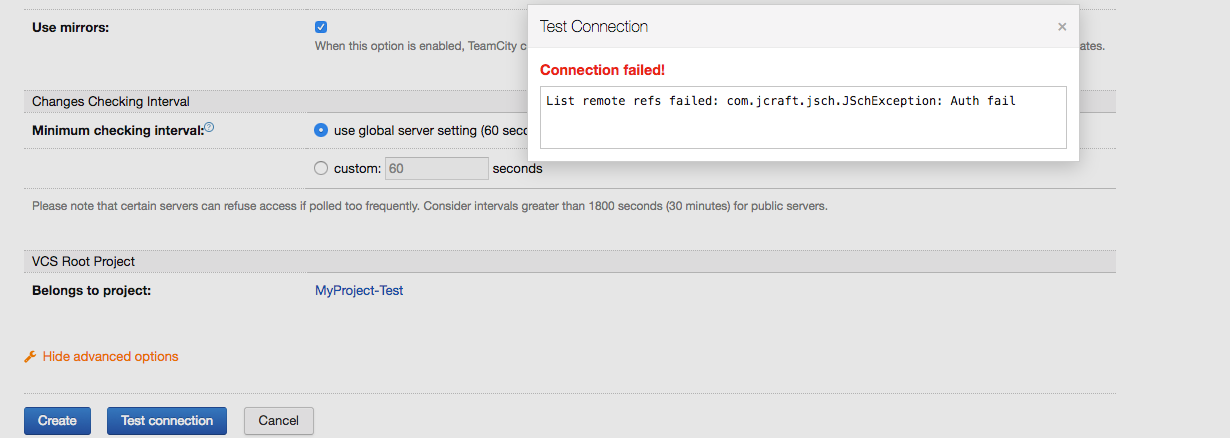 Use mirrors:
When this option is enabled, TeamCity c
ates.
Test Connection
×
Connection failed!
List remote refs failed: com.jcraft.jsch.JSchException: Auth fail
Changes Checking Interval
Minimum checking interval:?
use global server setting (60 sec
custom: 60 seconds
Please note that certain servers can refuse access if polled too frequently. Consider intervals greater than 1800 seconds (30 minutes) for public servers.
VCS Root Project
Belongs to project: MyProject-Test
Hide advanced options
Create Test connection Cancel